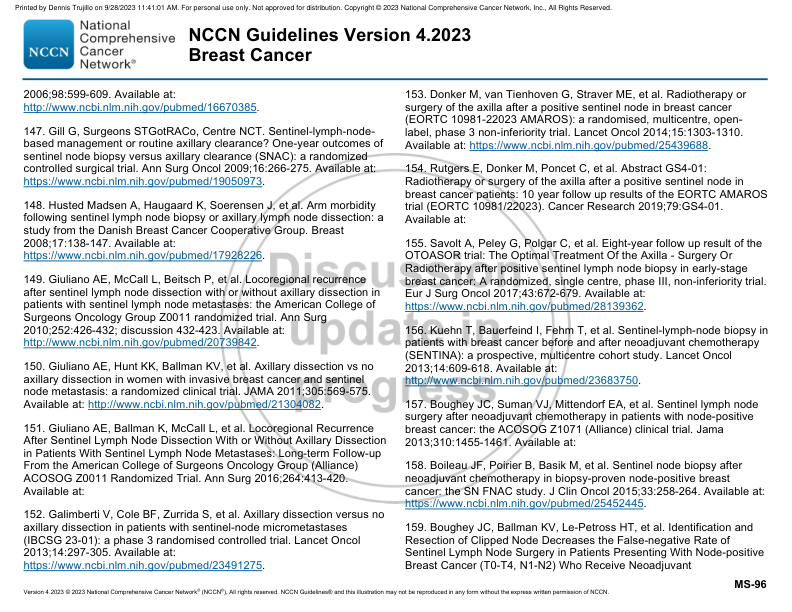 Printed by Dennis Trujillo on 9/28/2023 11:41:01 AM. For personal use only. Not approved for distribution. Copyright © 2023 National Comprehensive Cancer Network, Inc., All Rights Reserved.
NCCN
National
Comprehensive
Cancer
Network®
NCCN Guidelines Version 4.2023
Breast Cancer
2006;98:599-609. Available at:
http://www.ncbi.nlm.nih.gov/pubmed/16670385.
147. Gill G, Surgeons STGotRACo, Centre NCT. Sentinel-lymph-node-
based management or routine axillary clearance? One-year outcomes of
sentinel node biopsy versus axillary clearance (SNAC): a randomized
controlled surgical trial. Ann Surg Oncol 2009;16:266-275. Available at:
https://www.ncbi.nlm.nih.gov/pubmed/19050973.
148. Husted Madsen A, Haugaard K, Soerensen J, et al. Arm morbidity
following sentinel lymph node biopsy or axillary lymph node dissection: a
study from the Danish Breast Cancer Cooperative Group. Breast
2008;17:138-147. Available at:
https://www.ncbi.nlm.nih.gov/pubmed/17928226.
149. Giuliano AE, McCall L, Beitsch P, et al. Locoregional recurrence
after sentinel lymph node dissection with or without axillary dissection in
patients with sentinel lymph node metastases: the American College of
Surgeons Oncology Group Z0011 randomized trial. Ann Surg
2010;252:426-432; discussion 432-423. Available at:
http://www.ncbi.nlm.nih.gov/pubmed/20739842.
150. Giuliano AE, Hunt KK, Ballman KV, et al. Axillary dissection vs no
axillary dissection in women with invasive breast cancer and sentinel
node metastasis: a randomized clinical trial. JAMA 2011;305:569-575.
Available at: http://www.ncbi.nlm.nih.gov/pubmed/21304082.
151. Giuliano AE, Ballman K, McCall L, et al. Locoregional Recurrence
After Sentinel Lymph Node Dissection With or Without Axillary Dissection
in Patients With Sentinel Lymph Node Metastases: Long-term Follow-up
From the American College of Surgeons Oncology Group (Alliance)
ACOSOG Z0011 Randomized Trial. Ann Surg 2016;264:413-420.
Available at:
152. Galimberti V, Cole BF, Zurrida S, et al. Axillary dissection versus no
axillary dissection in patients with sentinel-node micrometastases
(IBCSG 23-01): a phase 3 randomised controlled trial. Lancet Oncol
2013;14:297-305. Available at:
https://www.ncbi.nlm.nih.gov/pubmed/23491275.
153. Donker M, van Tienhoven G, Straver ME, et al. Radiotherapy or
surgery of the axilla after a positive sentinel node in breast cancer
(EORTC 10981-22023 AMAROS): a randomised, multicentre, open-
label, phase 3 non-inferiority trial. Lancet Oncol 2014;15:1303-1310.
Available at: https://www.ncbi.nlm.nih.gov/pubmed/25439688.
154. Rutgers E, Donker M, Poncet C, et al. Abstract GS4-01:
Radiotherapy or surgery of the axilla after a positive sentinel node in
breast cancer patients: 10 year follow up results of the EORTC AMAROS
trial (EORTC 10981/22023). Cancer Research 2019;79:GS4-01.
Available at:
155. Savolt A, Peley G, Polgar C, et al. Eight-year follow up result of the
OTOASOR trial: The Optimal Treatment Of the Axilla - Surgery Or
Radiotherapy after positive sentinel lymph node biopsy in early-stage
breast cancer: A randomized, single centre, phase III, non-inferiority trial.
Eur J Surg Oncol 2017;43:672-679. Available at:
https://www.ncbi.nlm.nih.gov/pubmed/28139362.
156. Kuehn T, Bauerfeind I, Fehm T, et al. Sentinel-lymph-node biopsy in
patients with breast cancer before and after neoadjuvant chemotherapy
(SENTINA): a prospective, multicentre cohort study. Lancet Oncol
2013;14:609-618. Available at:
http://www.ncbi.nlm.nih.gov/pubmed/23683750.
157. Boughey JC, Suman VJ, Mittendorf EA, et al. Sentinel lymph node
surgery after neoadjuvant chemotherapy in patients with node-positive
breast cancer: the ACOSOG Z1071 (Alliance) clinical trial. Jama
2013;310:1455-1461. Available at:
158. Boileau JF, Poirier B, Basik M, et al. Sentinel node biopsy after
neoadjuvant chemotherapy in biopsy-proven node-positive breast
cancer: the SN FNAC study. J Clin Oncol 2015;33:258-264. Available at:
https://www.ncbi.nlm.nih.gov/pubmed/25452445.
159. Boughey JC, Ballman KV, Le-Petross HT, et al. Identification and
Resection of Clipped Node Decreases the False-negative Rate of
Sentinel Lymph Node Surgery in Patients Presenting With Node-positive
Breast Cancer (T0-T4, N1-N2) Who Receive Neoadjuvant
Discussion
update in
progress
MS-96
Version 4.2023 © 2023 National Comprehensive Cancer Network® (NCCN®), All rights reserved. NCCN Guidelines® and this illustration may not be reproduced in any form without the express written permission of NCCN.